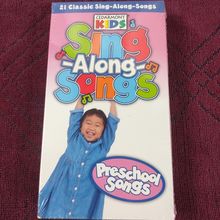 21 Classic Sing-Along-Songs
CEDARMONT
KIDS
Sing
-Along-
Songs
Preschool
Songs